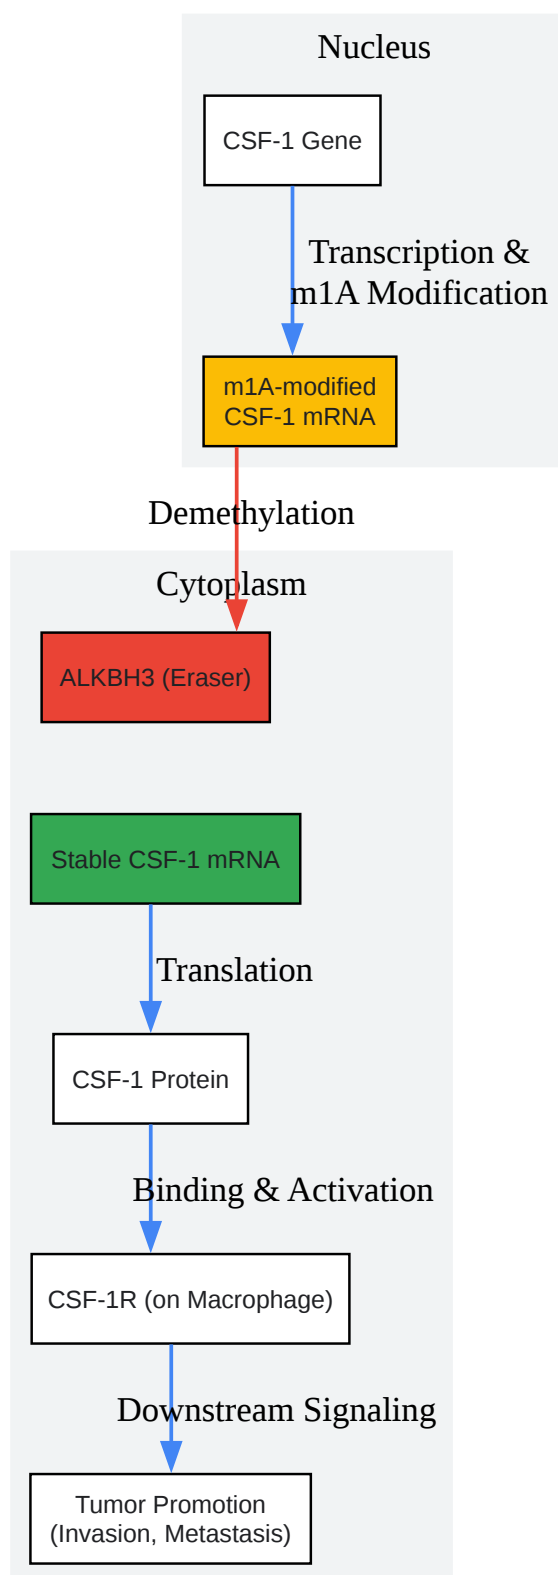 Nucleus
CSF-1 Gene
Transcription &
m1A Modification
m1A-modified
CSF-1 mRNA
Demethylation
Cytoplasm
ALKBH3 (Eraser)
Stable CSF-1 mRNA
Translation
CSF-1 Protein
Binding & Activation
CSF-1R (on Macrophage)
Downstream Signaling
Tumor Promotion
(Invasion, Metastasis)